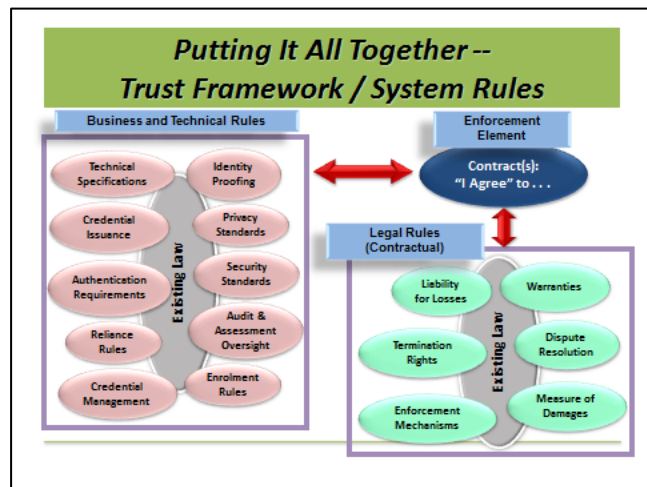 Putting It All Together --
Trust Framework / System Rules
Business and Technical Rules
Technical
Specifications
Identity
Proofing
Credential
Issuance
Privacy
Standards
Authentication
Requirements
Security
Standards
Reliance
Rules
Audit &
Assessment
Oversight
Credential
Management
Enrolment
Rules
Existing Law
Enforcement
Element
Contract(s):
"I Agree" to . . .
Legal Rules
(Contractual)
Liability
for Losses
Warranties
Termination
Rights
Dispute
Resolution
Enforcement
Mechanisms
Measure of
Damages
Existing Law